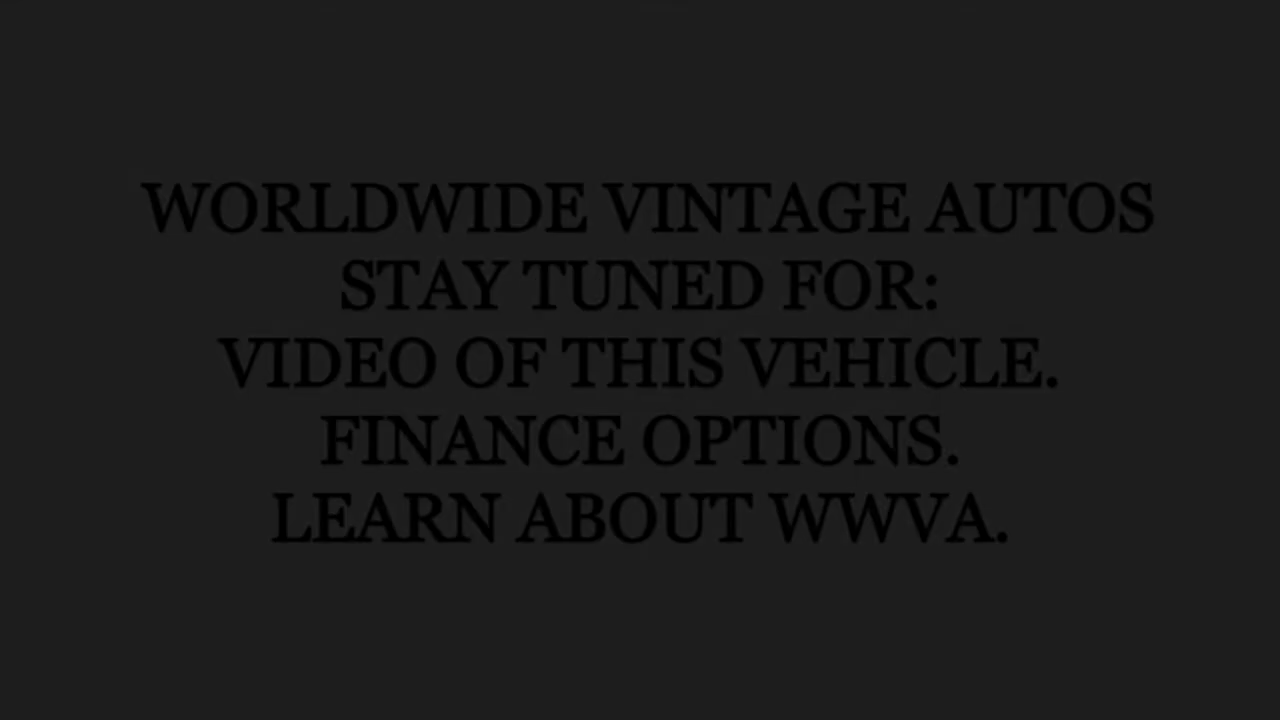 WORLDWIDE VINTAGE AUTOS
STAY TUNED FOR:
VIDEO OF THIS VEHICLE.
FINANCE OPTIONS.
LEARN ABOUT WWVA.